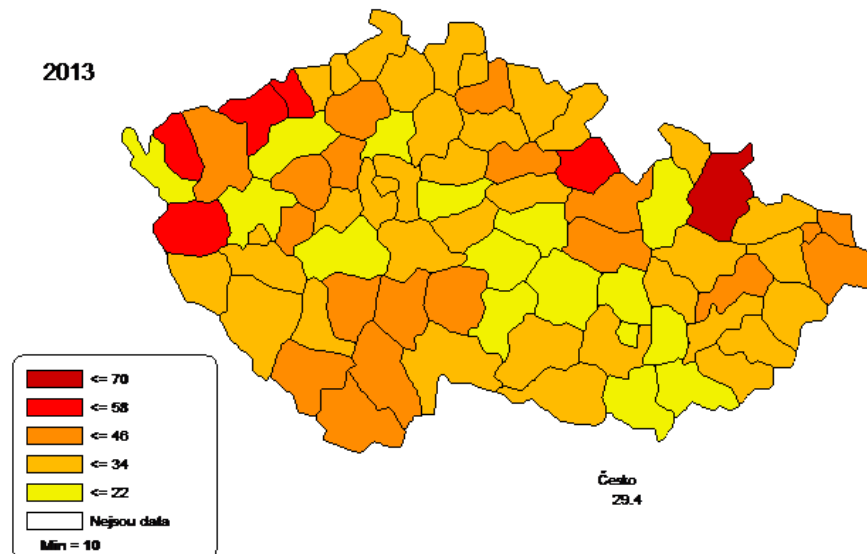 2013
<= 70
<= 58
<= 46
<= 34
<= 22
Nejsou data
Min = 10
Česko
29.4